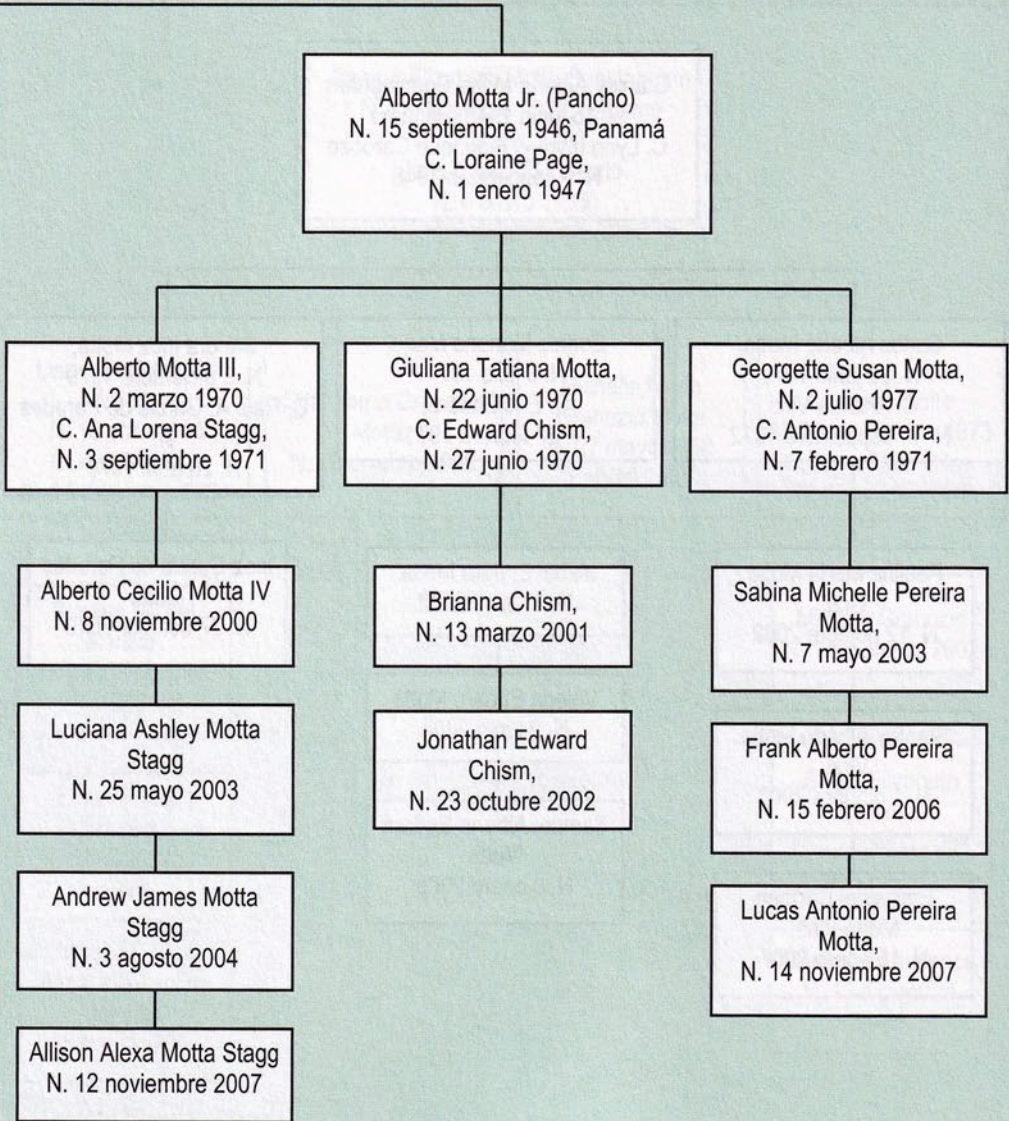 Alberto Motta Jr. (Pancho)
N. 15 septiembre 1946, Panamá
C. Loraine Page,
N. 1 enero 1947
Alberto Motta III,
N. 2 marzo 1970
C. Ana Lorena Stagg,
N. 3 septiembre 1971
Giuliana Tatiana Motta,
N. 22 junio 1970
C. Edward Chism,
N. 27 junio 1970
Georgette Susan Motta,
N. 2 julio 1977
C. Antonio Pereira,
N. 7 febrero 1971
Alberto Cecilio Motta IV
N. 8 noviembre 2000
Luciana Ashley Motta
Stagg
N. 25 mayo 2003
Andrew James Motta
Stagg
N. 3 agosto 2004
Allison Alexa Motta Stagg
N. 12 noviembre 2007
Brianna Chism,
N. 13 marzo 2001
Jonathan Edward
Chism,
N. 23 octubre 2002
Sabina Michelle Pereira
Motta,
N. 7 mayo 2003
Frank Alberto Pereira
Motta,
N. 15 febrero 2006
Lucas Antonio Pereira
Motta,
N. 14 noviembre 2007